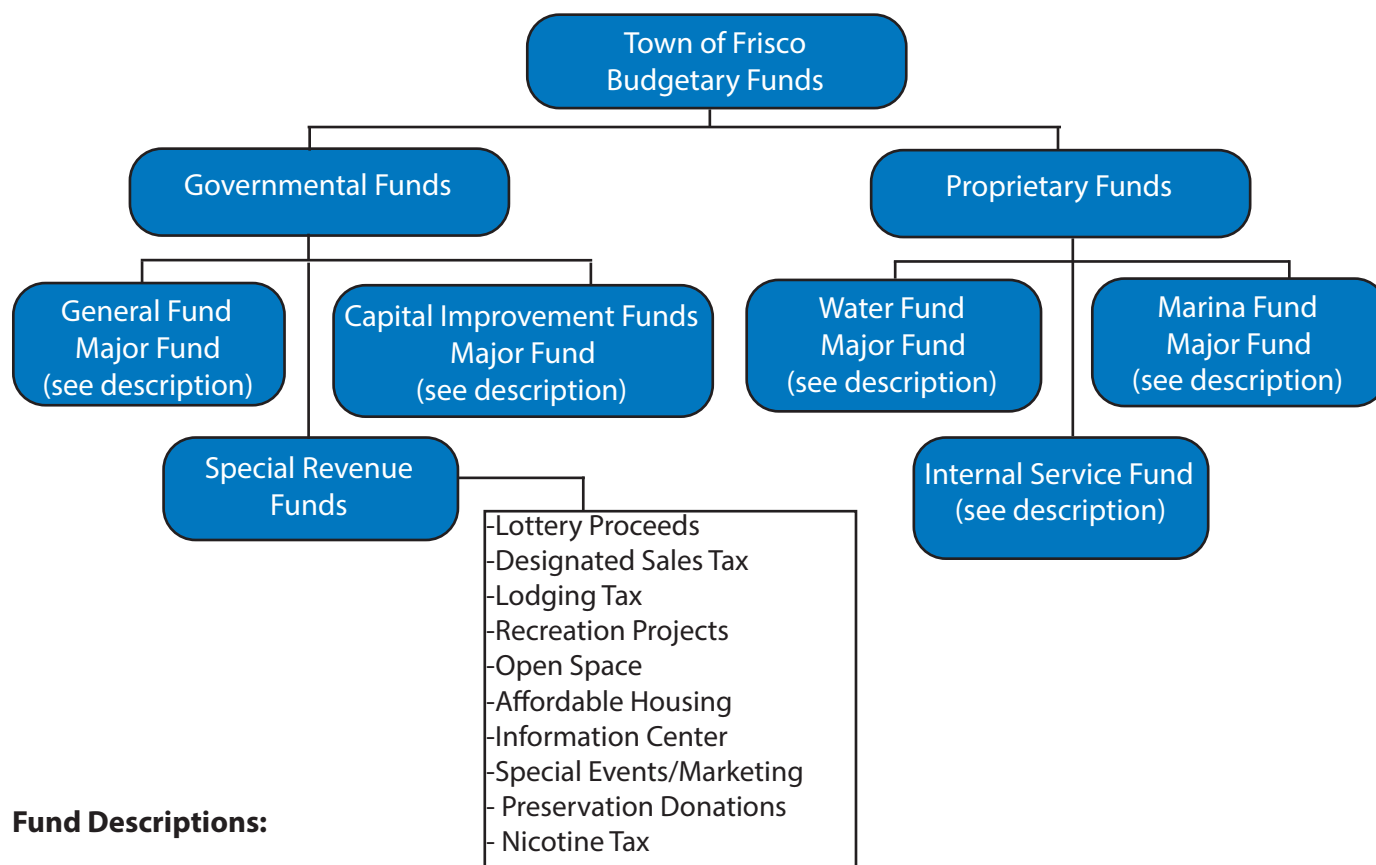 Town of Frisco
Budgetary Funds
Governmental Funds
Proprietary Funds
General Fund
Major Fund
(see description)
Capital Improvement Funds
Major Fund
(see description)
Water Fund
Major Fund
(see description)
Marina Fund
Major Fund
(see description)
Special Revenue
Funds
Internal Service Fund
(see description)
-Lottery Proceeds
-Designated Sales Tax
-Lodging Tax
-Recreation Projects
-Open Space
-Affordable Housing
-Information Center
-Special Events/Marketing
- Preservation Donations
- Nicotine Tax
Fund Descriptions: